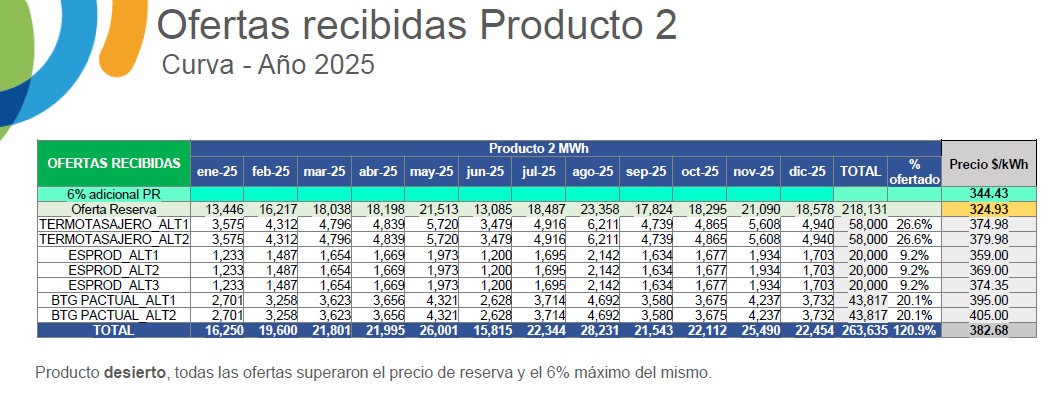 Ofertas recibidas Producto 2
Curva - Año 2025
OFERTAS RECIBIDAS Producto 2 MWh Precio $/kWh
ene-25 feb-25 mar-25 abr-25 may-25 jun-25 jul-25 ago-25 sep-25 oct-25 nov-25 dic-25 TOTAL % ofertado
6% adicional PR 344.43
Oferta Reserva 13,446 16,217 18,038 18,198 21,513 13,085 18,487 23,358 17,824 18,295 21,090 18,578 218,131 324.93
TERMOTASAJERO_ALT1 3,575 4,312 4,796 4,839 5,720 3,479 4,916 6,211 4,739 4,865 5,608 4,940 58,000 26.6% 374.98
TERMOTASAJERO_ALT2 3,575 4,312 4,796 4,839 5,720 3,479 4,916 6,211 4,739 4,865 5,608 4,940 58,000 26.6% 379.98
ESPROD_ALT1 1,233 1,487 1,654 1,669 1,973 1,200 1,695 2,142 1,634 1,677 1,934 1,703 20,000 9.2% 359.00
ESPROD_ALT2 1,233 1,487 1,654 1,669 1,973 1,200 1,695 2,142 1,634 1,677 1,934 1,703 20,000 9.2% 369.00
ESPROD_ALT3 1,233 1,487 1,654 1,669 1,973 1,200 1,695 2,142 1,634 1,677 1,934 1,703 20,000 9.2% 374.35
BTG PACTUAL_ALT1 2,701 3,258 3,623 3,656 4,321 2,628 3,714 4,692 3,580 3,675 4,237 3,732 43,817 20.1% 395.00
BTG PACTUAL_ALT2 2,701 3,258 3,623 3,656 4,321 2,628 3,714 4,692 3,580 3,675 4,237 3,732 43,817 20.1% 405.00
TOTAL 16,250 19,600 21,801 21,995 26,001 15,815 22,344 28,231 21,543 22,112 25,490 22,454 263,635 120.9% 382.68
Producto desierto, todas las ofertas superaron el precio de reserva y el 6% máximo del mismo.